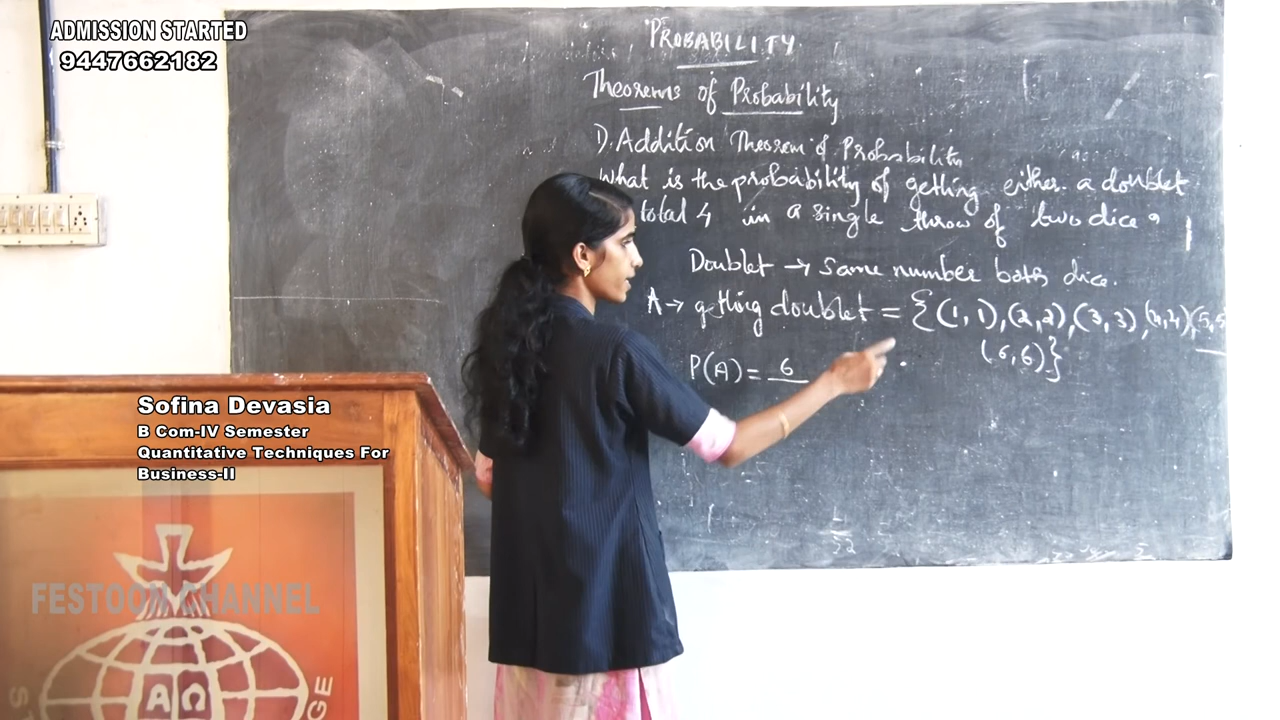 ADMISSION STARTED
9447662182
PROBABILITY
Theorems of Probability
1). Addition Theorem of Probability
What is the probability of getting either a doublet
total 4 in a single throw of two dice?
Doublet → same number both dice.
A → getting doublet = {(1, 1), (2, 2), (3, 3), (4, 4), (5, 5
(6, 6)}
P(A) = 6
Sofina Devasia
B Com-IV Semester
Quantitative Techniques For
Business-II
FESTOON CHANNEL
A Ω
GE